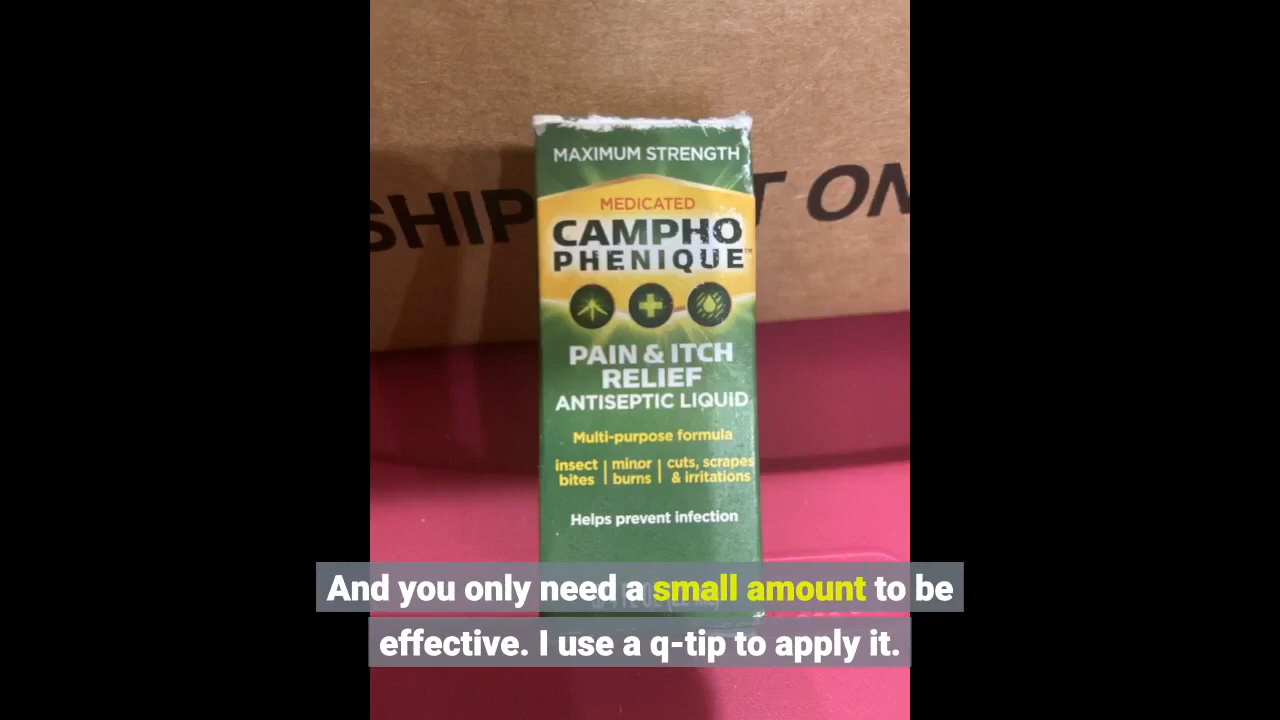 SHIP
T ON
MAXIMUM STRENGTH
MEDICATED
CAMPHO
PHENIQUE™
PAIN & ITCH
RELIEF
ANTISEPTIC LIQUID
Multi-purpose formula
insect bites | minor burns | cuts, scrapes & irritations
Helps prevent infection
And you only need a small amount to be
effective. I use a q-tip to apply it.